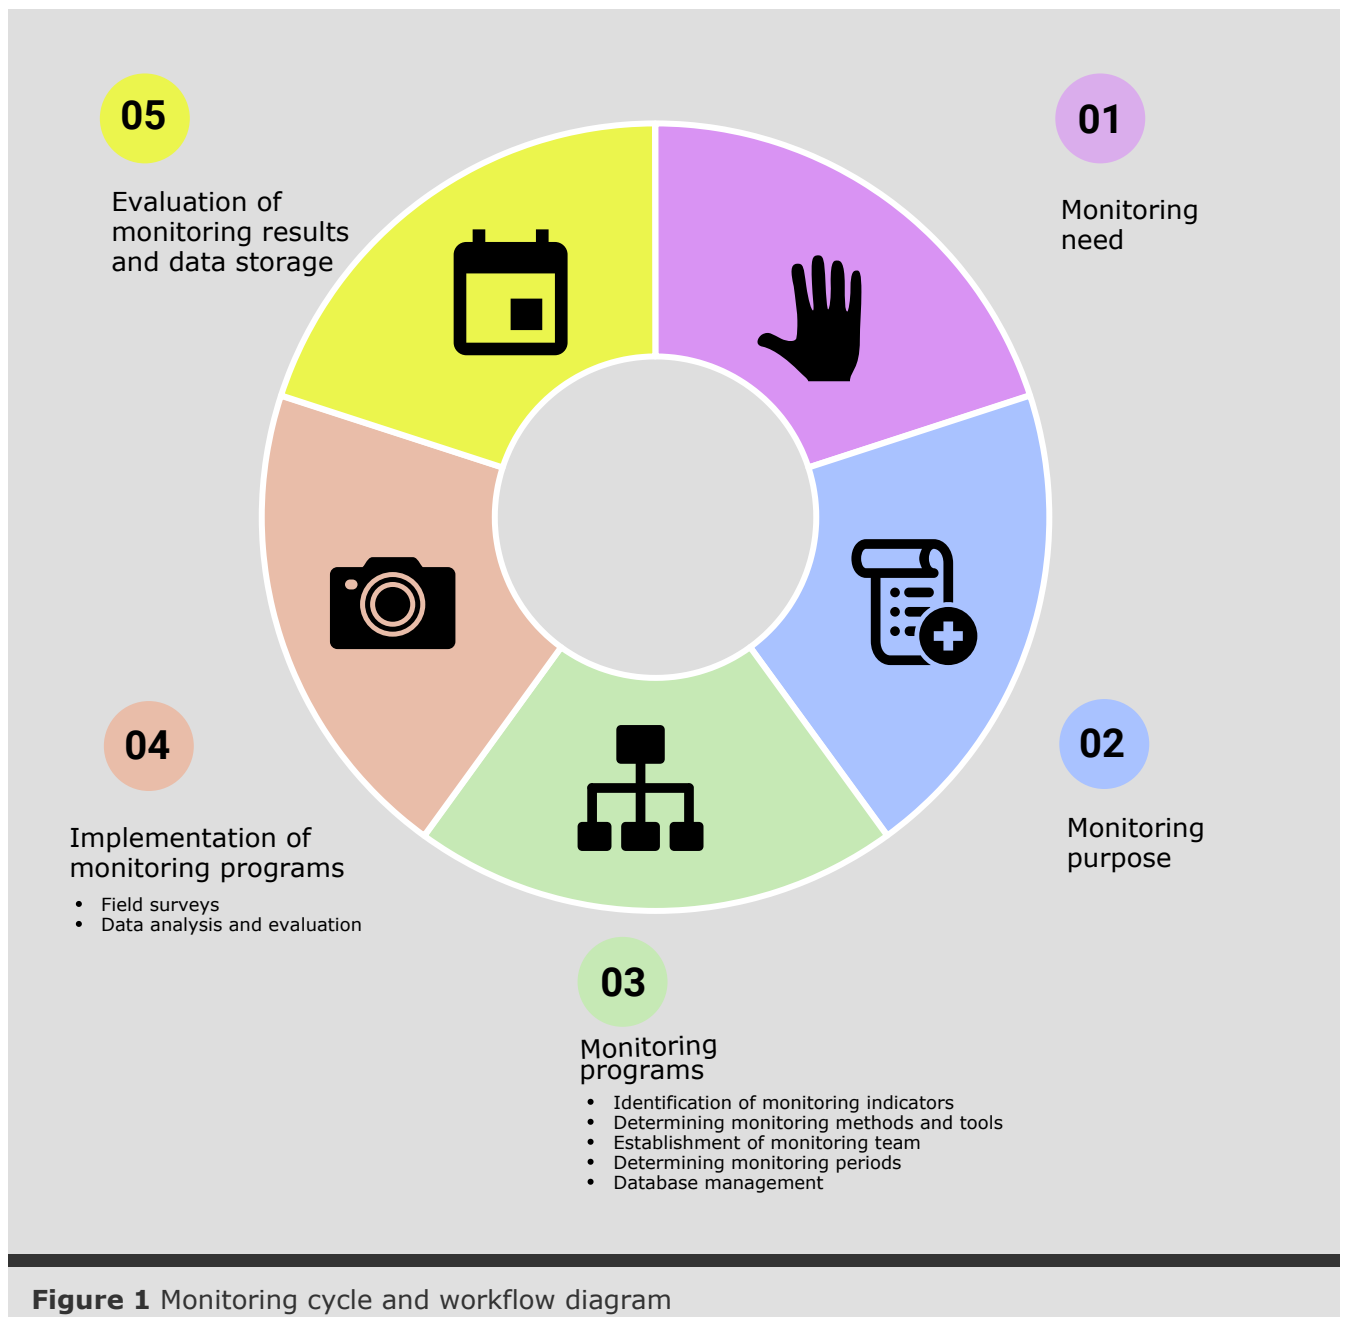 01
Monitoring
need
02
Monitoring
purpose
03
Monitoring
programs
• Identification of monitoring indicators
• Determining monitoring methods and tools
• Establishment of monitoring team
• Determining monitoring periods
• Database management
04
Implementation of
monitoring programs
• Field surveys
• Data analysis and evaluation
05
Evaluation of
monitoring results
and data storage
Figure 1 Monitoring cycle and workflow diagram